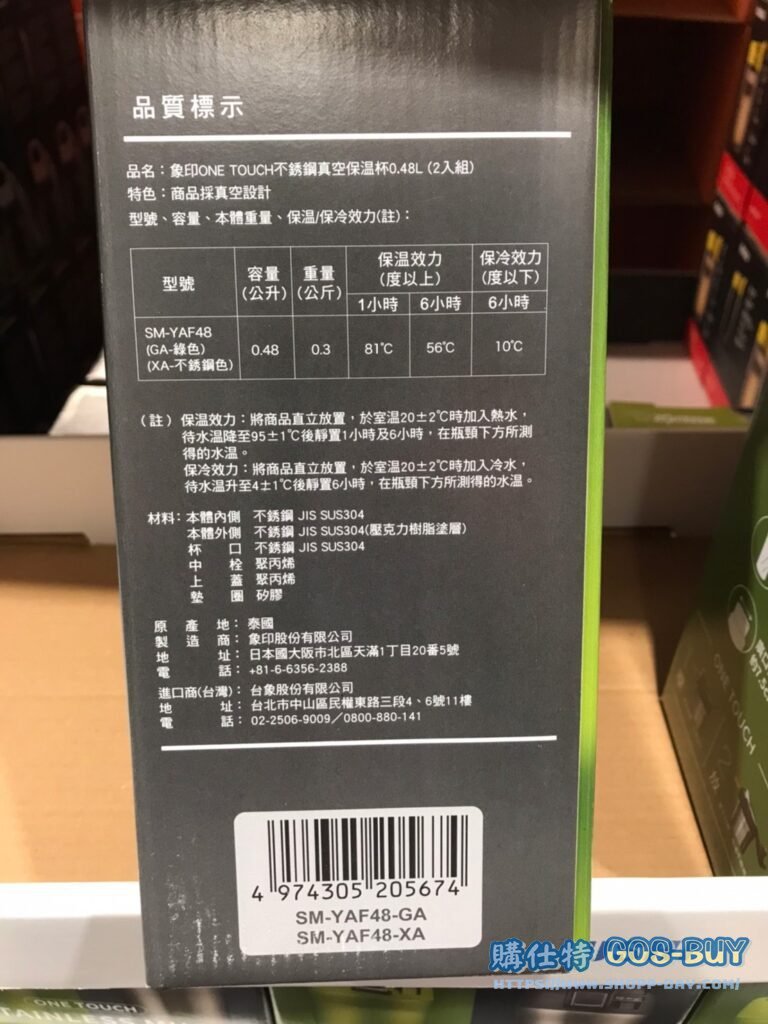 品質標示
品名：象印ONE TOUCH不銹鋼真空保溫杯0.48L (2入組)
特色：商品採真空設計
型號、容量、本體重量、保溫/保冷效力(註)：
型號 容量(公升) 重量(公斤) 保溫效力(度以上) 保冷效力(度以下)
1小時 6小時 6小時
SM-YAF48
(GA-綠色)
(XA-不銹鋼色)
0.48 0.3 81℃ 56℃ 10℃
(註) 保溫效力：將商品直立放置，於室溫20±2℃時加入熱水，
待水溫降至95±1℃後靜置1小時及6小時，在瓶頸下方所測
得的水溫。
保冷效力：將商品直立放置，於室溫20±2℃時加入冷水，
待水溫升至4±1℃後靜置6小時，在瓶頸下方所測得的水溫。
材料：本體內側 不銹鋼 JIS SUS304
本體外側 不銹鋼 JIS SUS304(壓克力樹脂塗層)
杯口 不銹鋼 JIS SUS304
中栓 聚丙烯
上蓋 聚丙烯
墊圈 矽膠
原產地：泰國
製造商：象印股份有限公司
地址：日本國大阪市北區天滿1丁目20番5號
電話：+81-6-6356-2388
進口商(台灣)：台象股份有限公司
地址：台北市中山區民權東路三段4、6號11樓
電話：02-2506-9009／0800-880-141
4 974305 205674
SM-YAF48-GA
SM-YAF48-XA
ONE TOUCH
ONE TOUCH
購仕特 GOS-BUY
HTTPS://WWW.SHOPP-BUY.COM/